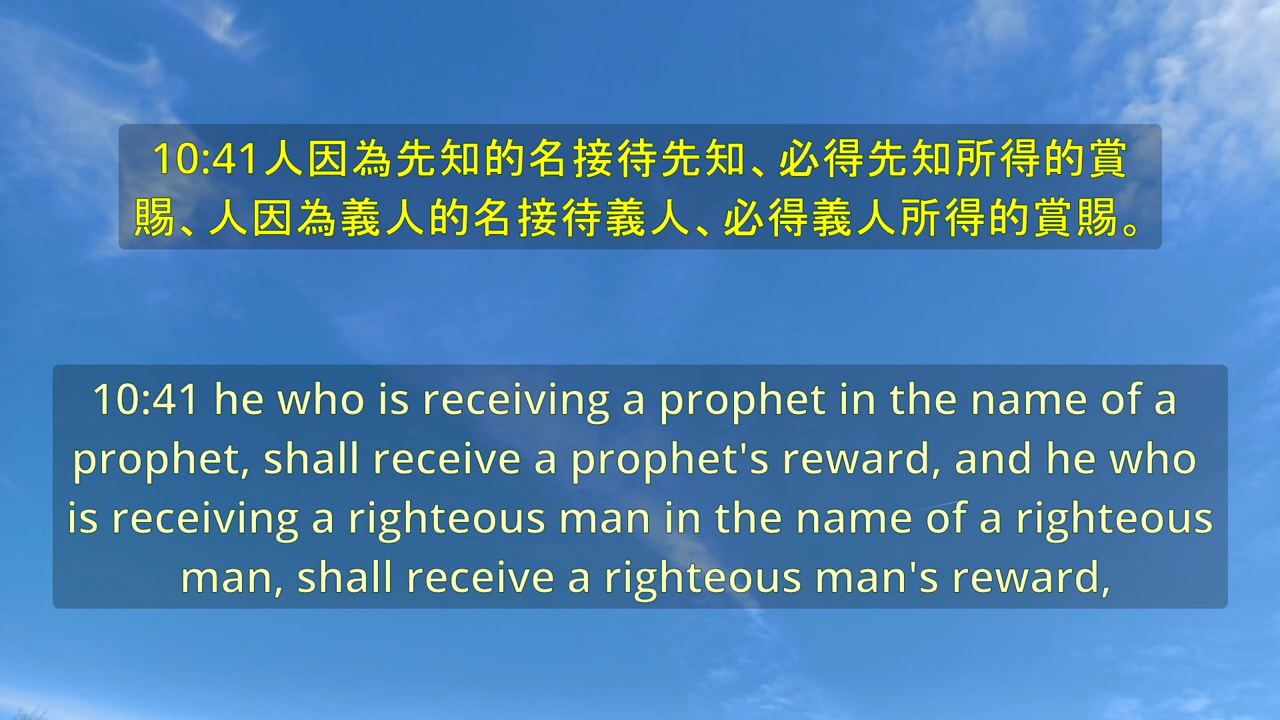 10:41人因為先知的名接待先知、必得先知所得的賞
賜、人因為義人的名接待義人、必得義人所得的賞賜。
10:41 he who is receiving a prophet in the name of a
prophet, shall receive a prophet's reward, and he who
is receiving a righteous man in the name of a righteous
man, shall receive a righteous man's reward,